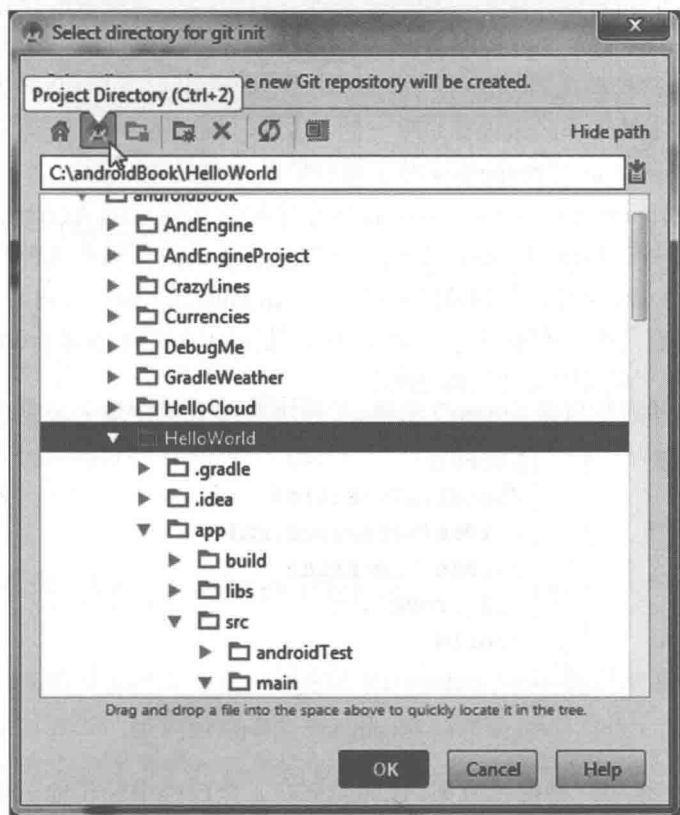 Select directory for git init
he new Git repository will be created.
Project Directory (Ctrl+2)
Hide path
C:\androidBook\HelloWorld
androidBook
AndEngine
AndEngineProject
CrazyLines
Currencies
DebugMe
GradleWeather
HelloCloud
HelloWorld
.gradle
.idea
app
build
libs
src
androidTest
main
Drag and drop a file into the space above to quickly locate it in the tree.
OK Cancel Help